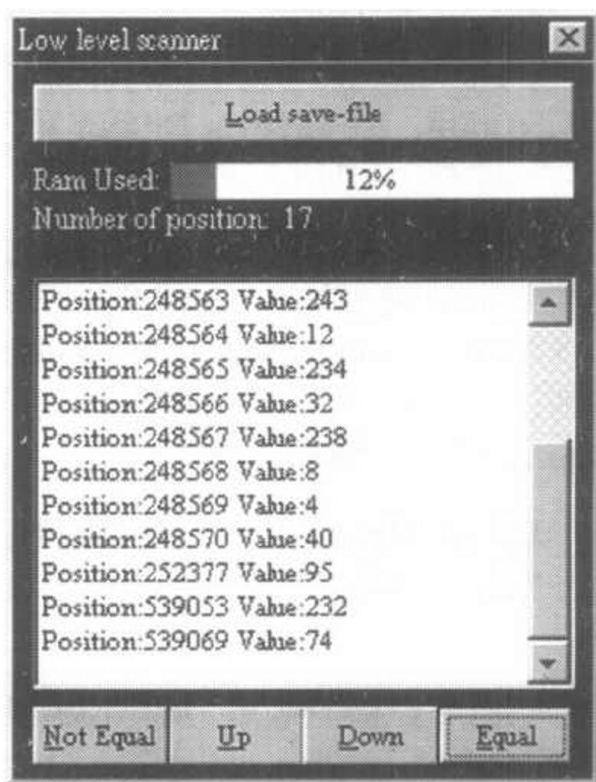 Low level scanner
Load save-file
Ram Used: 12%
Number of position: 17
Position:248563 Value:243
Position:248564 Value:12
Position:248565 Value:234
Position:248566 Value:32
Position:248567 Value:238
Position:248568 Value:8
Position:248569 Value:4
Position:248570 Value:40
Position:252377 Value:95
Position:539053 Value:232
Position:539069 Value:74
Not Equal Up Down Equal